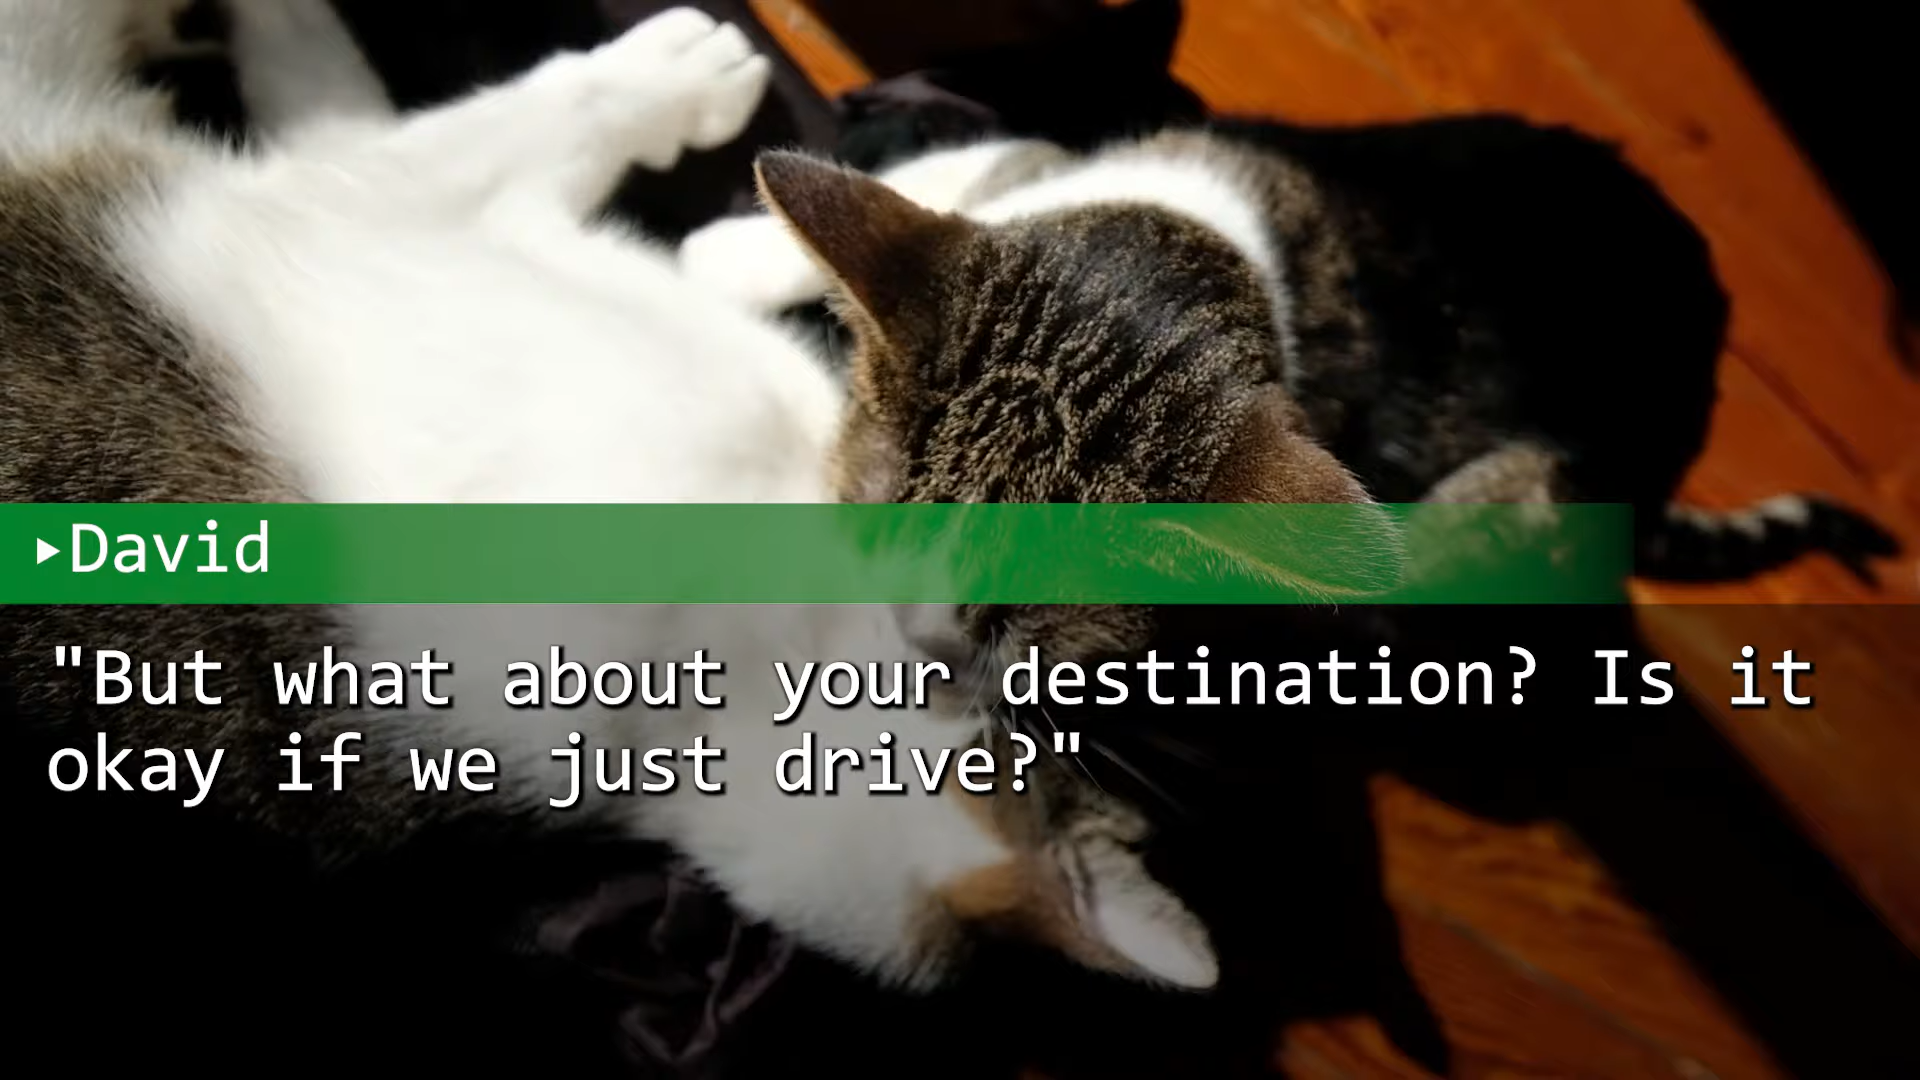 ▸David
"But what about your destination? Is it
okay if we just drive?"